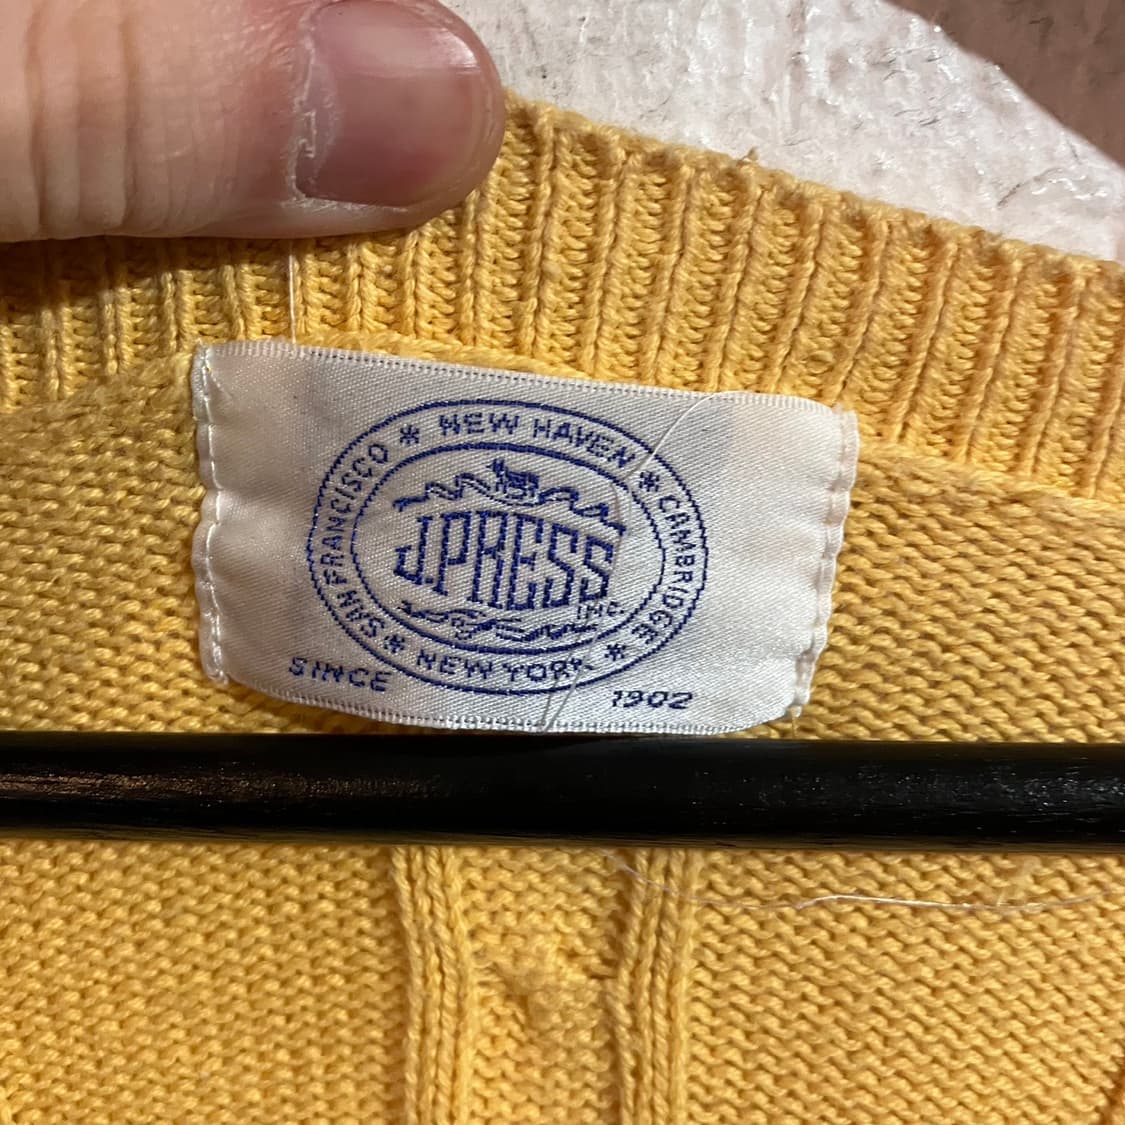 SAN FRANCISCO * NEW HAVEN * CAMBRIDGE * NEW YORK *
J.PRESS
INC.
SINCE 1902